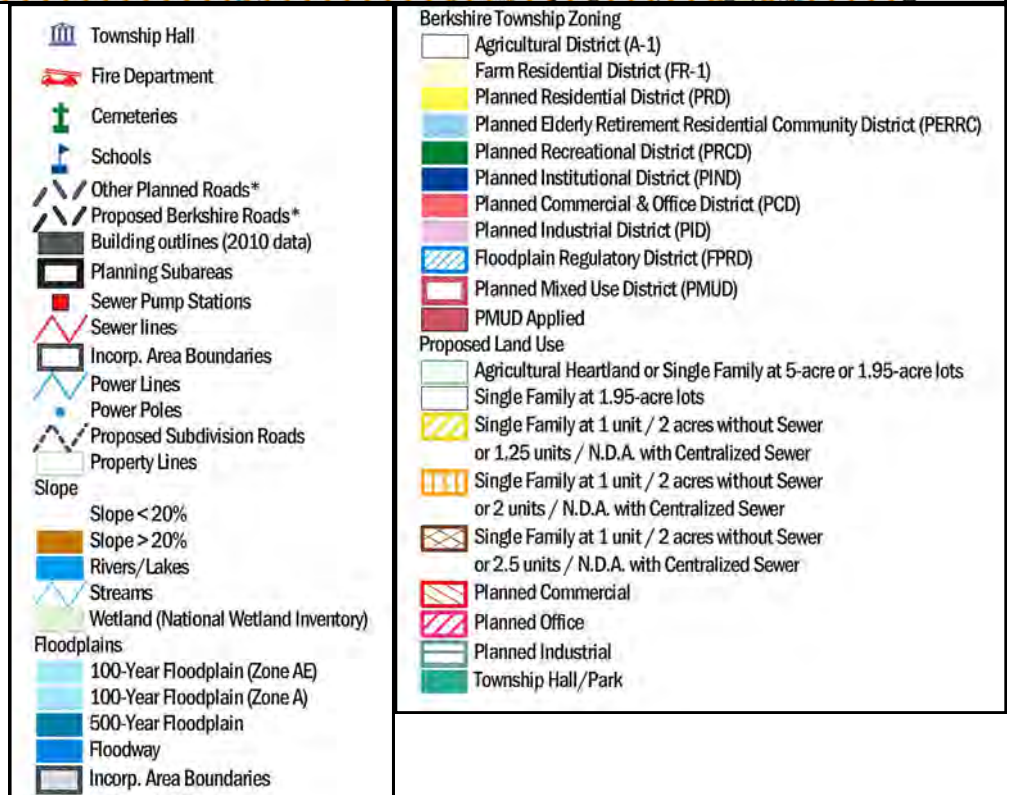 Township Hall
Fire Department
Cemeteries
Schools
Other Planned Roads*
Proposed Berkshire Roads*
Building outlines (2010 data)
Planning Subareas
Sewer Pump Stations
Sewer lines
Incorp. Area Boundaries
Power Lines
Power Poles
Proposed Subdivision Roads
Property Lines
Slope
Slope < 20%
Slope > 20%
Rivers/Lakes
Streams
Wetland (National Wetland Inventory)
Floodplains
100-Year Floodplain (Zone AE)
100-Year Floodplain (Zone A)
500-Year Floodplain
Floodway
Incorp. Area Boundaries
Berkshire Township Zoning
Agricultural District (A-1)
Farm Residential District (FR-1)
Planned Residential District (PRD)
Planned Elderly Retirement Residential Community District (PERRC)
Planned Recreational District (PRCD)
Planned Institutional District (PIND)
Planned Commercial & Office District (PCD)
Planned Industrial District (PID)
Floodplain Regulatory District (FPRD)
Planned Mixed Use District (PMUD)
PMUD Applied
Proposed Land Use
Agricultural Heartland or Single Family at 5-acre or 1.95-acre lots
Single Family at 1.95-acre lots
Single Family at 1 unit / 2 acres without Sewer
or 1.25 units / N.D.A. with Centralized Sewer
Single Family at 1 unit / 2 acres without Sewer
or 2 units / N.D.A. with Centralized Sewer
Single Family at 1 unit / 2 acres without Sewer
or 2.5 units / N.D.A. with Centralized Sewer
Planned Commercial
Planned Office
Planned Industrial
Township Hall/Park